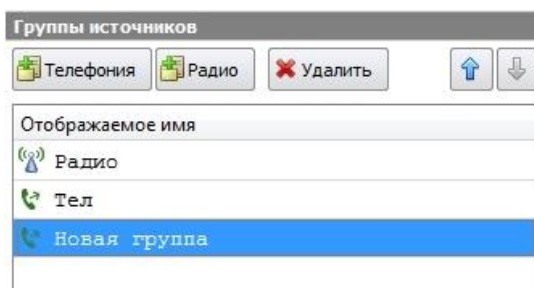 Группы источников
Телефония Радио Удалить
Отображаемое имя
Радио
Тел
Новая группа